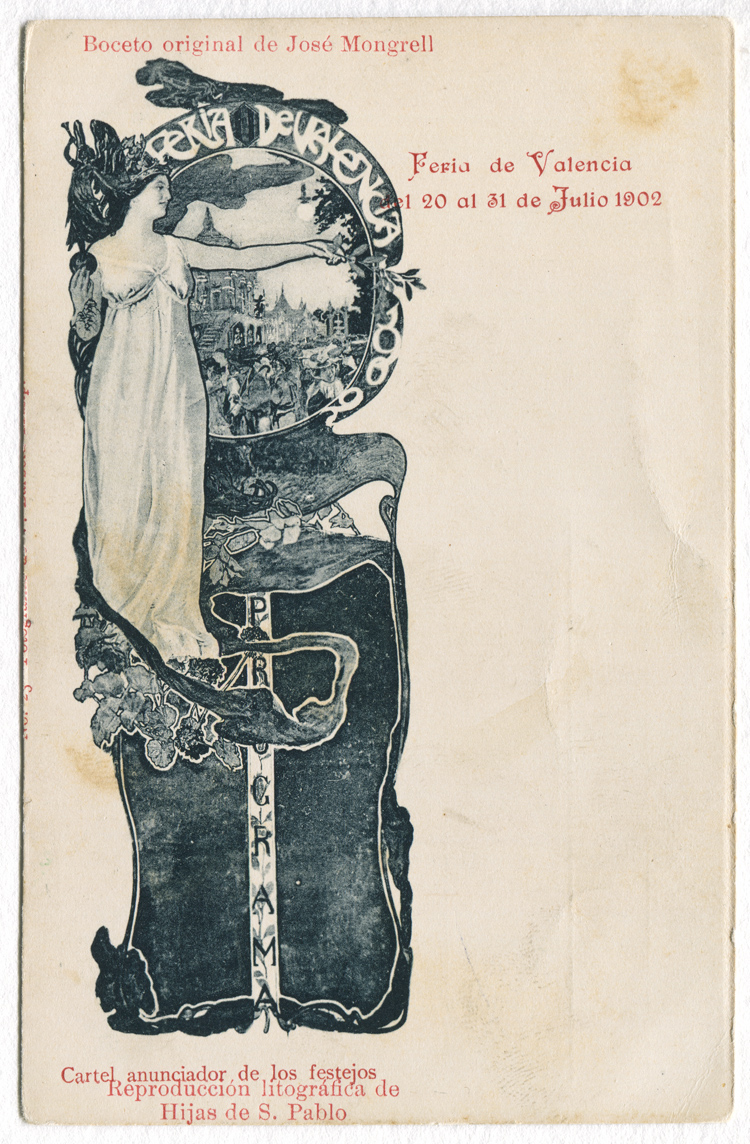 Boceto original de José Mongrell
FERIA DE VALENCIA
1902
Feria de Valencia
del 20 al 31 de Julio 1902
PROGRAMA
Cartel anunciador de los festejos
Reproducción litográfica de
Hijas de S. Pablo